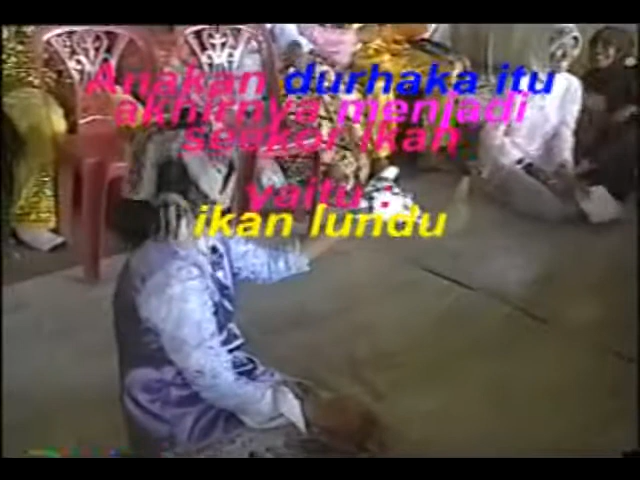 Anakan durhaka itu
akhirnya menjadi
seekor ikan
yaitu :
ikan lundu